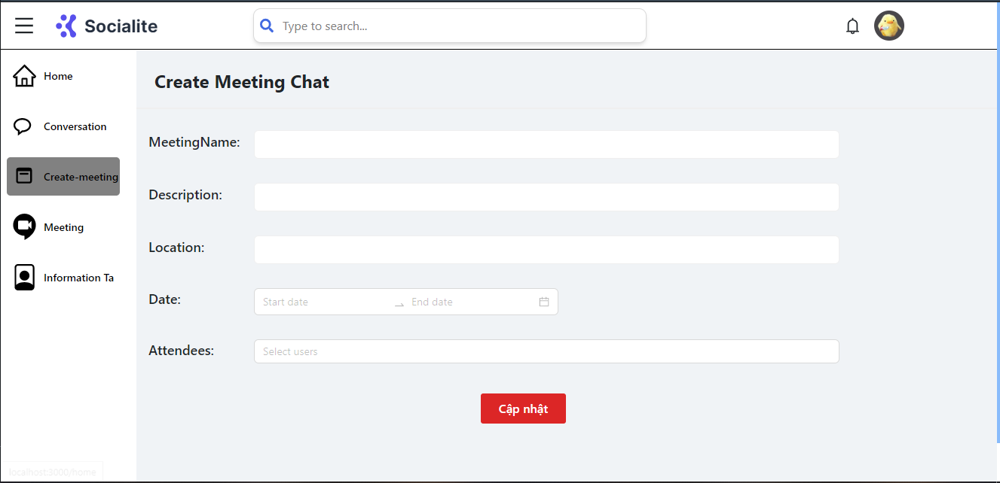 Socialite
Type to search...
Home
Conversation
Create-meeting
Meeting
Information Ta
Create Meeting Chat
MeetingName:
Description:
Location:
Date:
Start date
End date
Attendees:
Select users
Cập nhật
localhost:3000/home